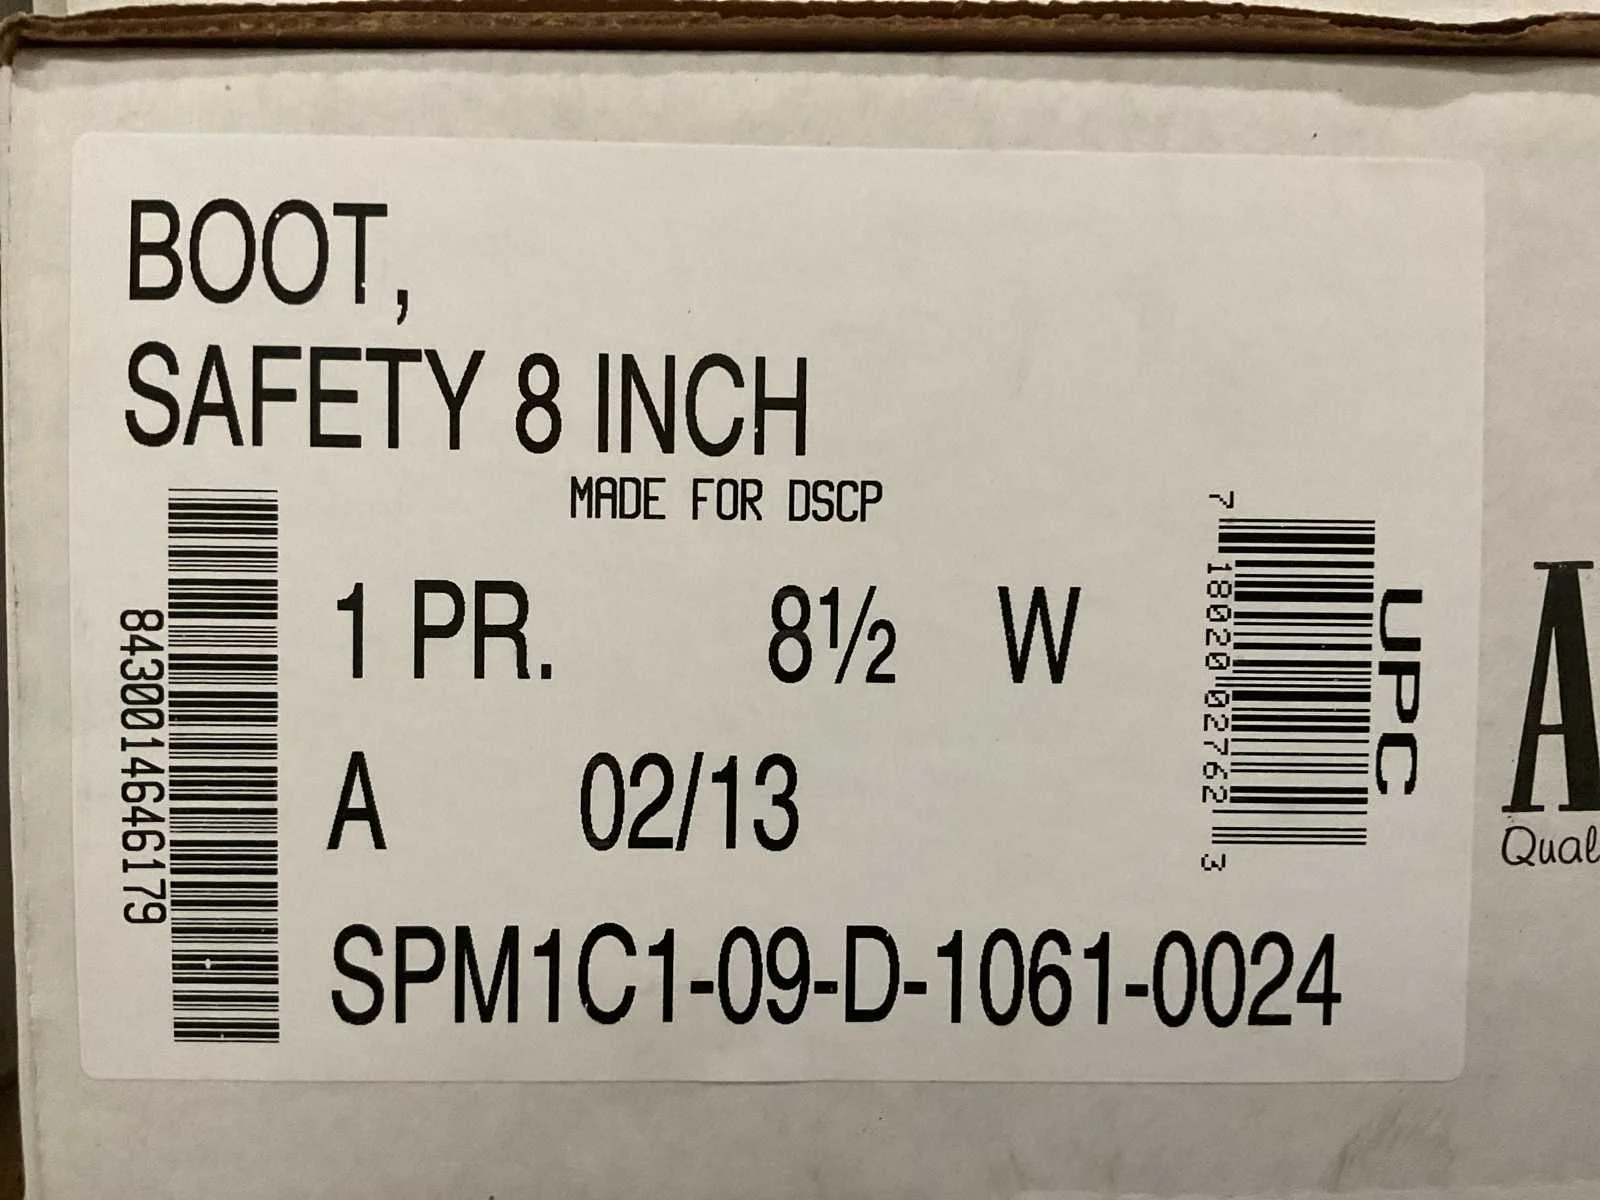 BOOT,
SAFETY 8 INCH
MADE FOR DSCP
8430014646179
1 PR. 8½ W
A 02/13
SPM1C1-09-D-1061-0024
7 18020 02762 3
UPC
A